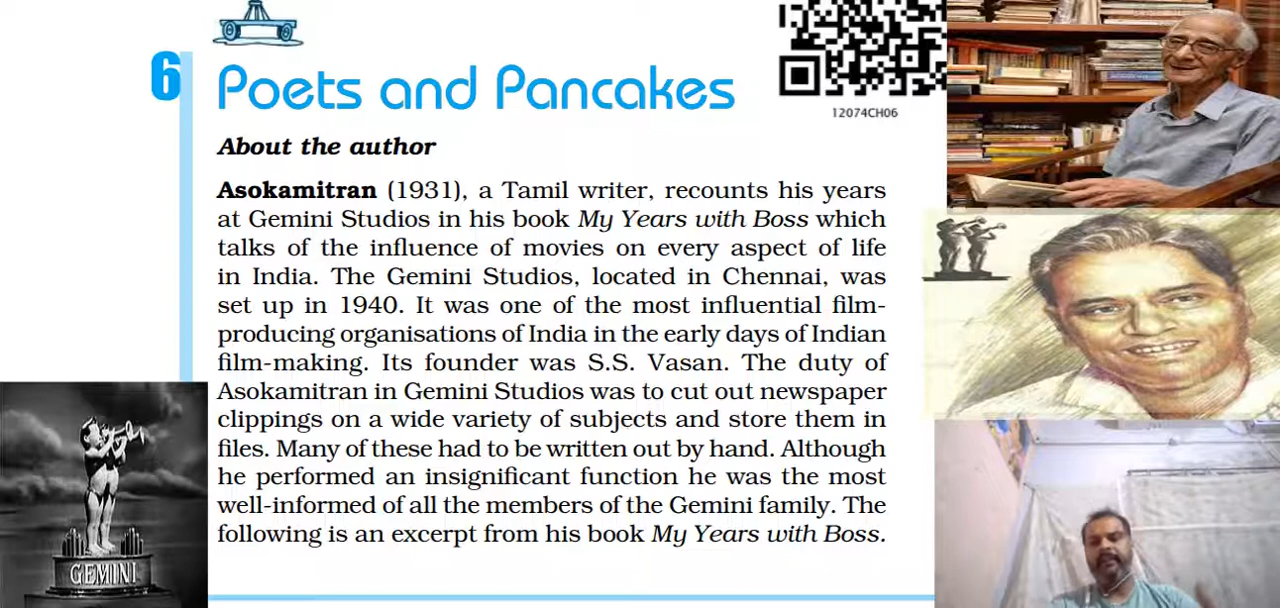 6
Poets and Pancakes
12074CH06
About the author
Asokamitran (1931), a Tamil writer, recounts his years
at Gemini Studios in his book My Years with Boss which
talks of the influence of movies on every aspect of life
in India. The Gemini Studios, located in Chennai, was
set up in 1940. It was one of the most influential film-
producing organisations of India in the early days of Indian
film-making. Its founder was S.S. Vasan. The duty of
Asokamitran in Gemini Studios was to cut out newspaper
clippings on a wide variety of subjects and store them in
files. Many of these had to be written out by hand. Although
he performed an insignificant function he was the most
well-informed of all the members of the Gemini family. The
following is an excerpt from his book My Years with Boss.
GEMINI